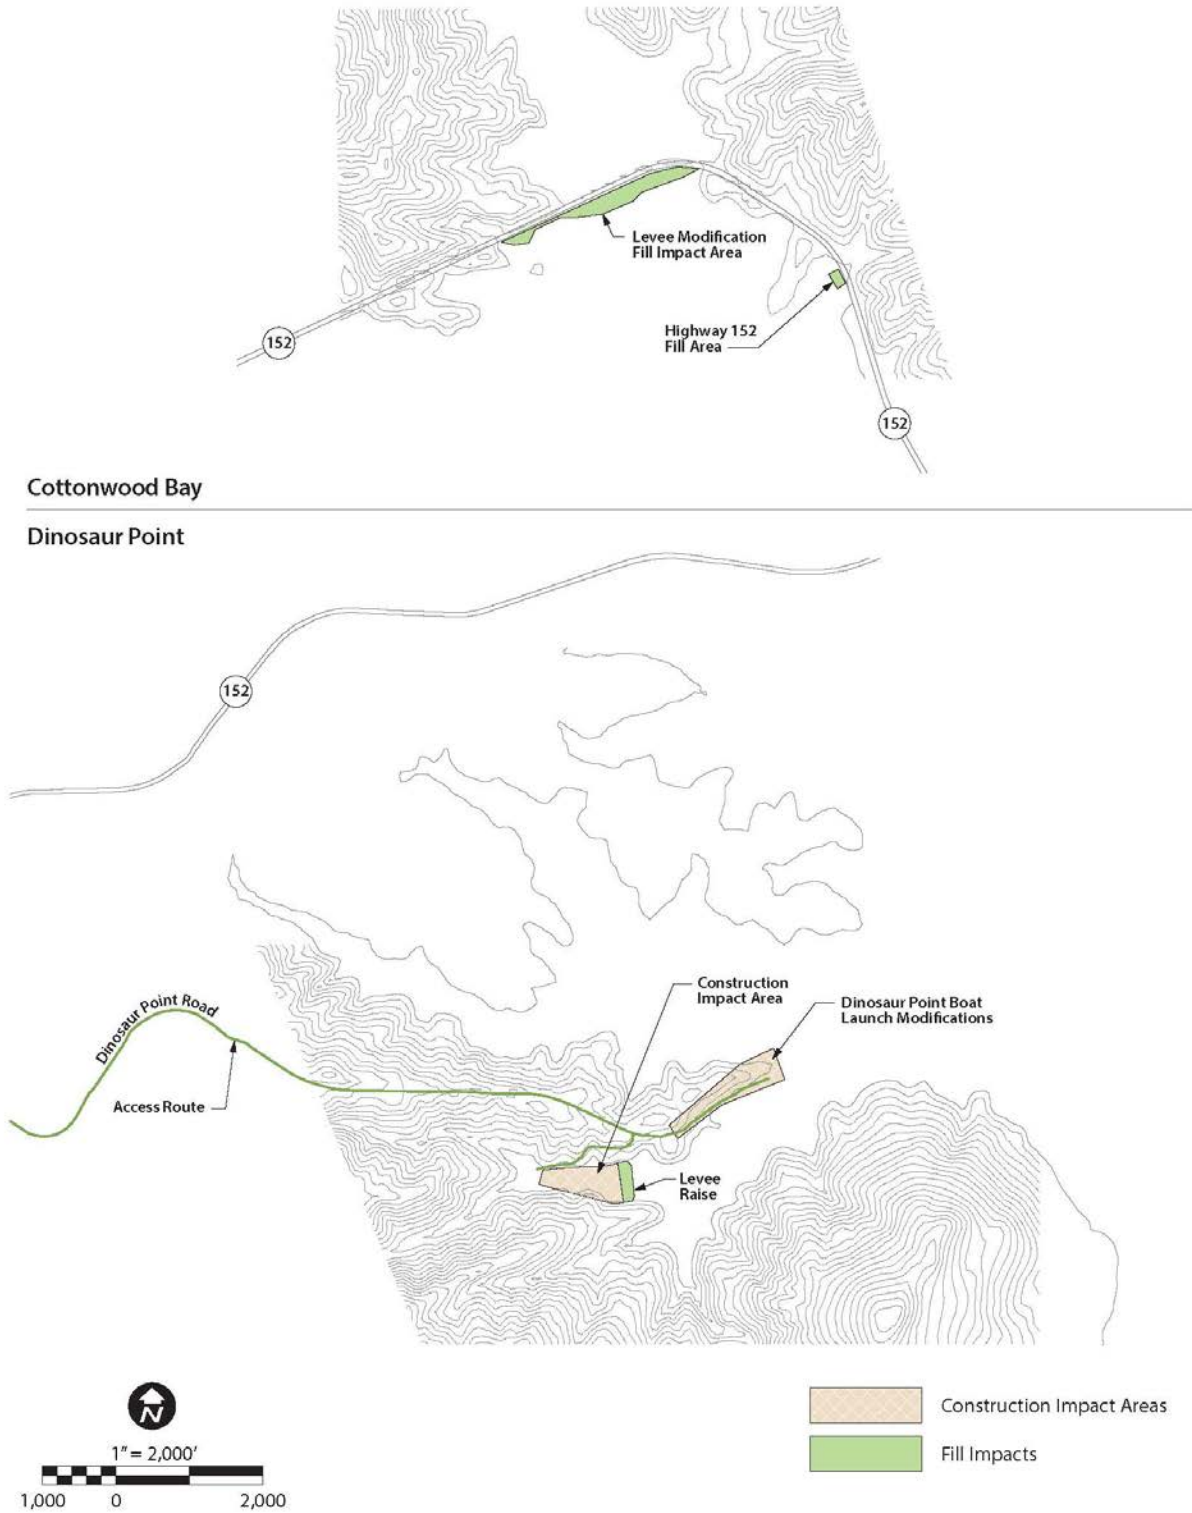 Levee Modification
Fill Impact Area
Highway 152
Fill Area
152
152
Cottonwood Bay
Dinosaur Point
152
Construction
Impact Area
Dinosaur Point Boat
Launch Modifications
Dinosaur Point Road
Access Route
Levee
Raise
N
1" = 2,000'
1,000 0 2,000
Construction Impact Areas
Fill Impacts